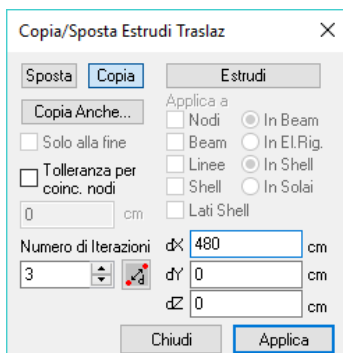 Copia/Sposta Estrudi Traslaz
Sposta Copia Estrudi
Copia Anche...
Applica a
Nodi In Beam
Solo alla fine
Beam In El.Rig.
Tolleranza per
coinc. nodi
Linee In Shell
Shell In Solai
0 cm
Lati Shell
Numero di Iterazioni
dX 480 cm
3
dY 0 cm
dZ 0 cm
Chiudi Applica